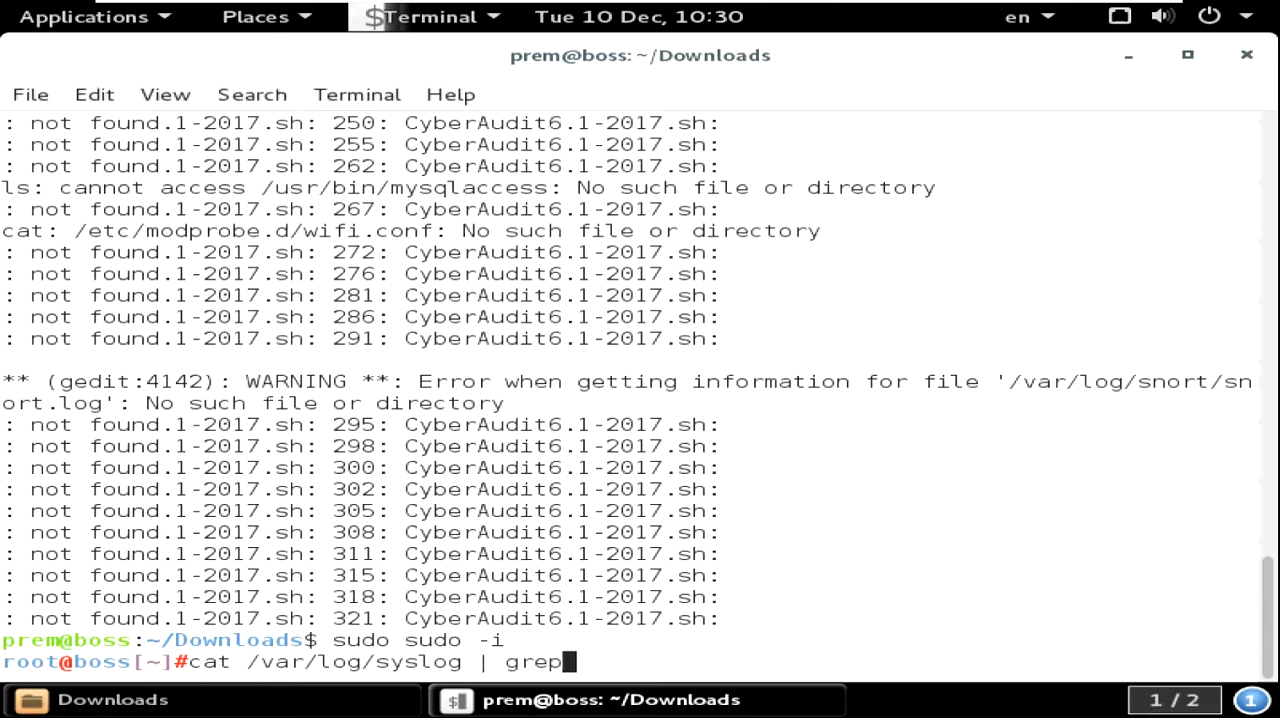 Applications Places Terminal Tue 10 Dec, 10:30 en
prem@boss: ~/Downloads
File Edit View Search Terminal Help
: not found.1-2017.sh: 250: CyberAudit6.1-2017.sh:
: not found.1-2017.sh: 255: CyberAudit6.1-2017.sh:
: not found.1-2017.sh: 262: CyberAudit6.1-2017.sh:
ls: cannot access /usr/bin/mysqlaccess: No such file or directory
: not found.1-2017.sh: 267: CyberAudit6.1-2017.sh:
cat: /etc/modprobe.d/wifi.conf: No such file or directory
: not found.1-2017.sh: 272: CyberAudit6.1-2017.sh:
: not found.1-2017.sh: 276: CyberAudit6.1-2017.sh:
: not found.1-2017.sh: 281: CyberAudit6.1-2017.sh:
: not found.1-2017.sh: 286: CyberAudit6.1-2017.sh:
: not found.1-2017.sh: 291: CyberAudit6.1-2017.sh:
** (gedit:4142): WARNING **: Error when getting information for file '/var/log/snort/sn
ort.log': No such file or directory
: not found.1-2017.sh: 295: CyberAudit6.1-2017.sh:
: not found.1-2017.sh: 298: CyberAudit6.1-2017.sh:
: not found.1-2017.sh: 300: CyberAudit6.1-2017.sh:
: not found.1-2017.sh: 302: CyberAudit6.1-2017.sh:
: not found.1-2017.sh: 305: CyberAudit6.1-2017.sh:
: not found.1-2017.sh: 308: CyberAudit6.1-2017.sh:
: not found.1-2017.sh: 311: CyberAudit6.1-2017.sh:
: not found.1-2017.sh: 315: CyberAudit6.1-2017.sh:
: not found.1-2017.sh: 318: CyberAudit6.1-2017.sh:
: not found.1-2017.sh: 321: CyberAudit6.1-2017.sh:
prem@boss:~/Downloads$ sudo sudo -i
root@boss[~]#cat /var/log/syslog | grep
Downloads prem@boss: ~/Downloads 1 / 2 1